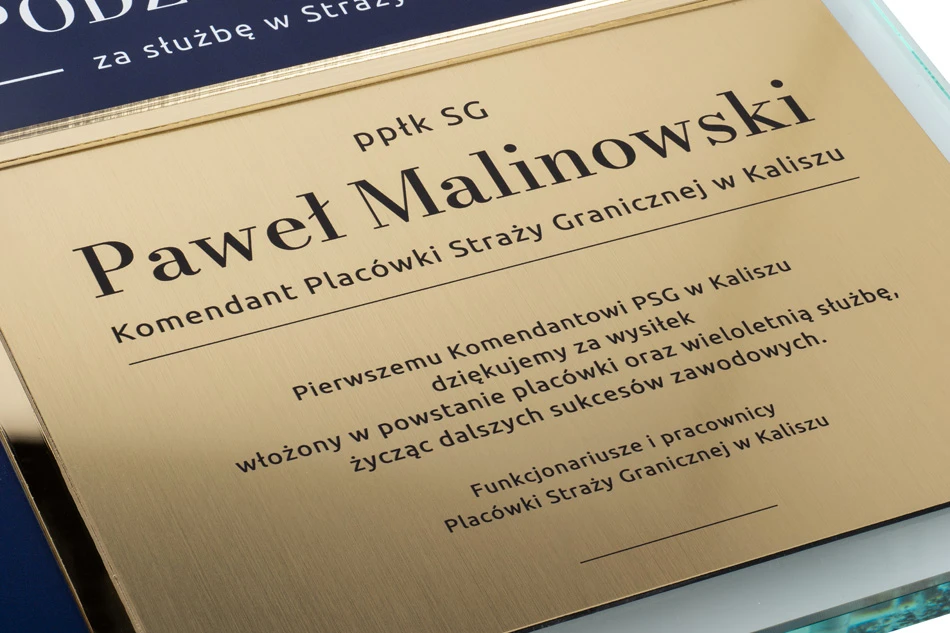 za służbę w Straży
ppłk SG
Paweł Malinowski
Komendant Placówki Straży Granicznej w Kaliszu
Pierwszemu Komendantowi PSG w Kaliszu
dziękujemy za wysiłek
włożony w powstanie placówki oraz wieloletnią służbę,
życząc dalszych sukcesów zawodowych.
Funkcjonariusze i pracownicy
Placówki Straży Granicznej w Kaliszu